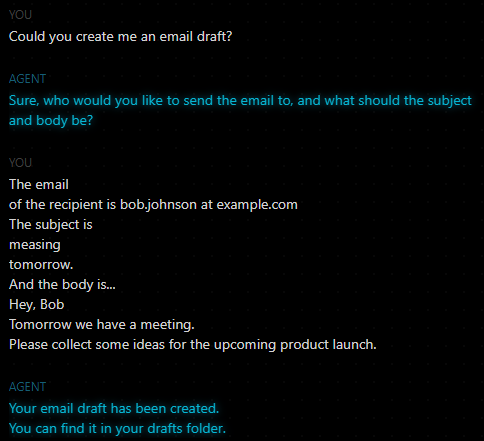 YOU
Could you create me an email draft?
AGENT
Sure, who would you like to send the email to, and what should the subject
and body be?
YOU
The email
of the recipient is bob.johnson at example.com
The subject is
measing
tomorrow.
And the body is...
Hey, Bob
Tomorrow we have a meeting.
Please collect some ideas for the upcoming product launch.
AGENT
Your email draft has been created.
You can find it in your drafts folder.